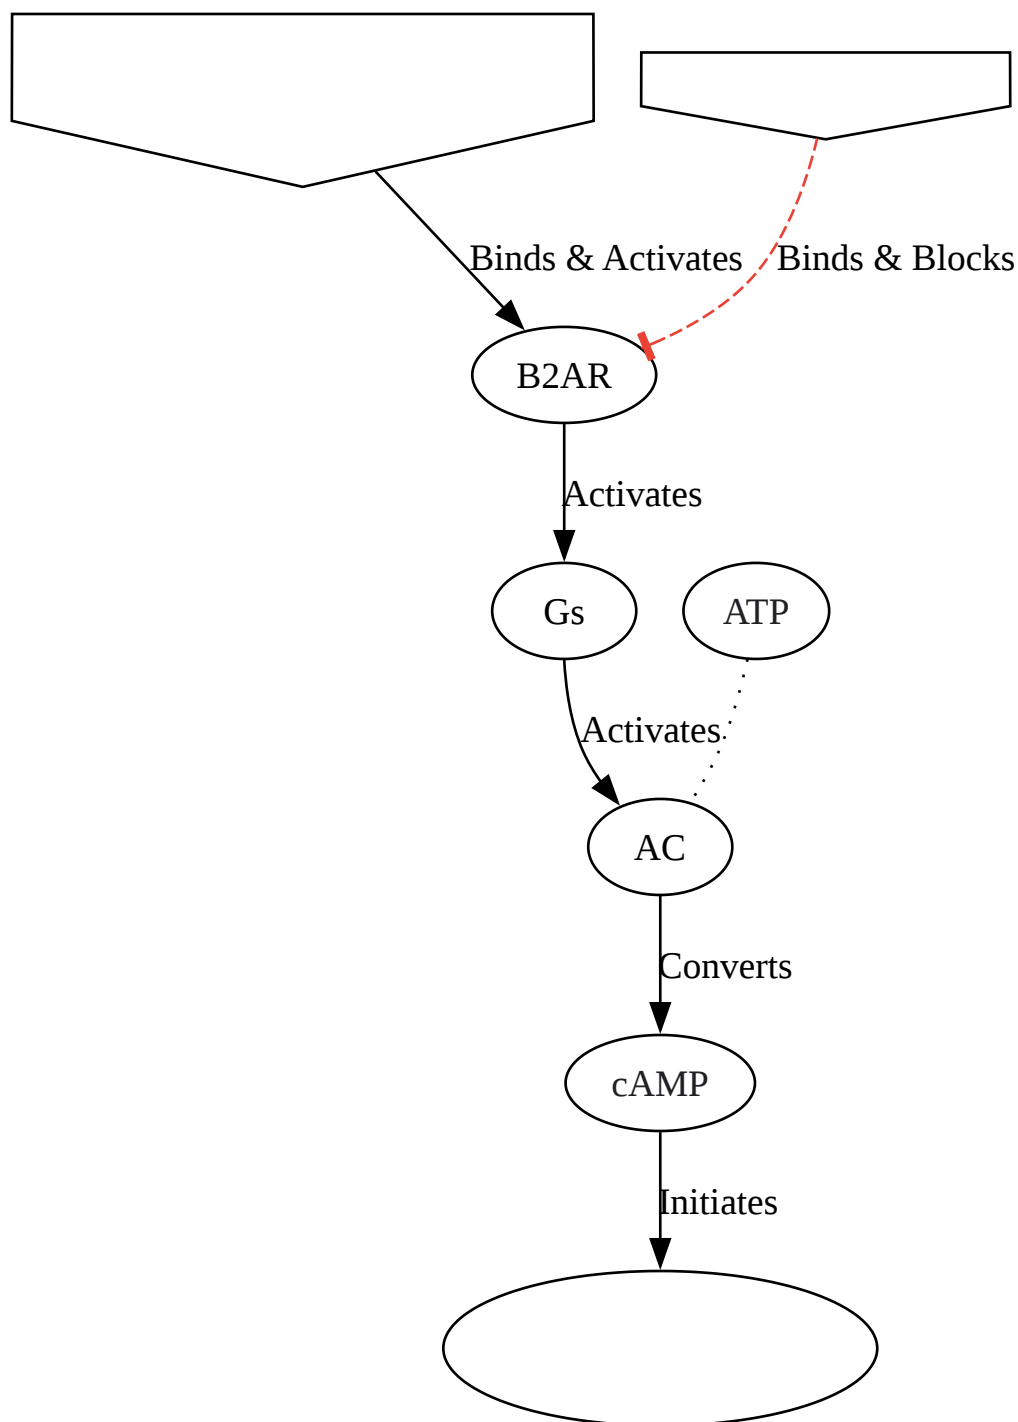 Binds & Activates
Binds & Blocks
B2AR
Activates
Gs
ATP
Activates
AC
Converts
cAMP
Initiates